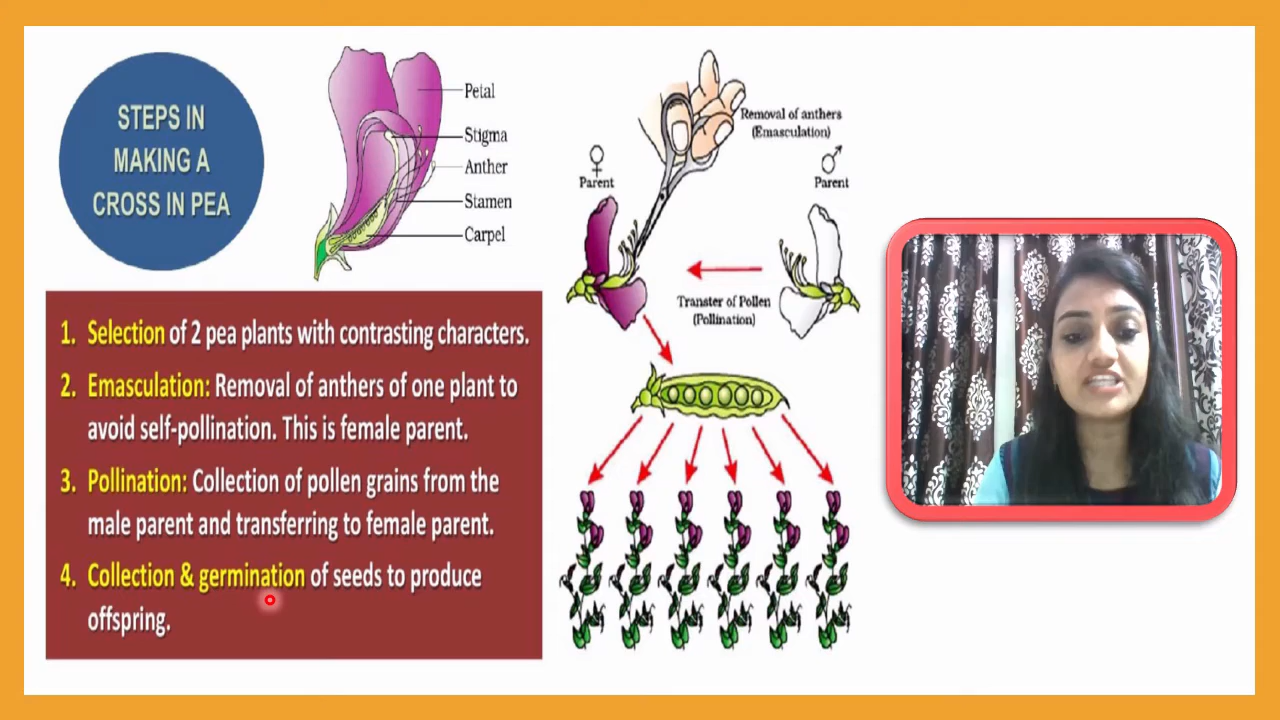 STEPS IN
MAKING A
CROSS IN PEA
Petal
Stigma
Anther
Stamen
Carpel
Removal of anthers
(Emasculation)
Parent
Parent
Transter of Pollen
(Pollination)
1. Selection of 2 pea plants with contrasting characters.
2. Emasculation: Removal of anthers of one plant to
avoid self-pollination. This is female parent.
3. Pollination: Collection of pollen grains from the
male parent and transferring to female parent.
4. Collection & germination of seeds to produce
offspring.